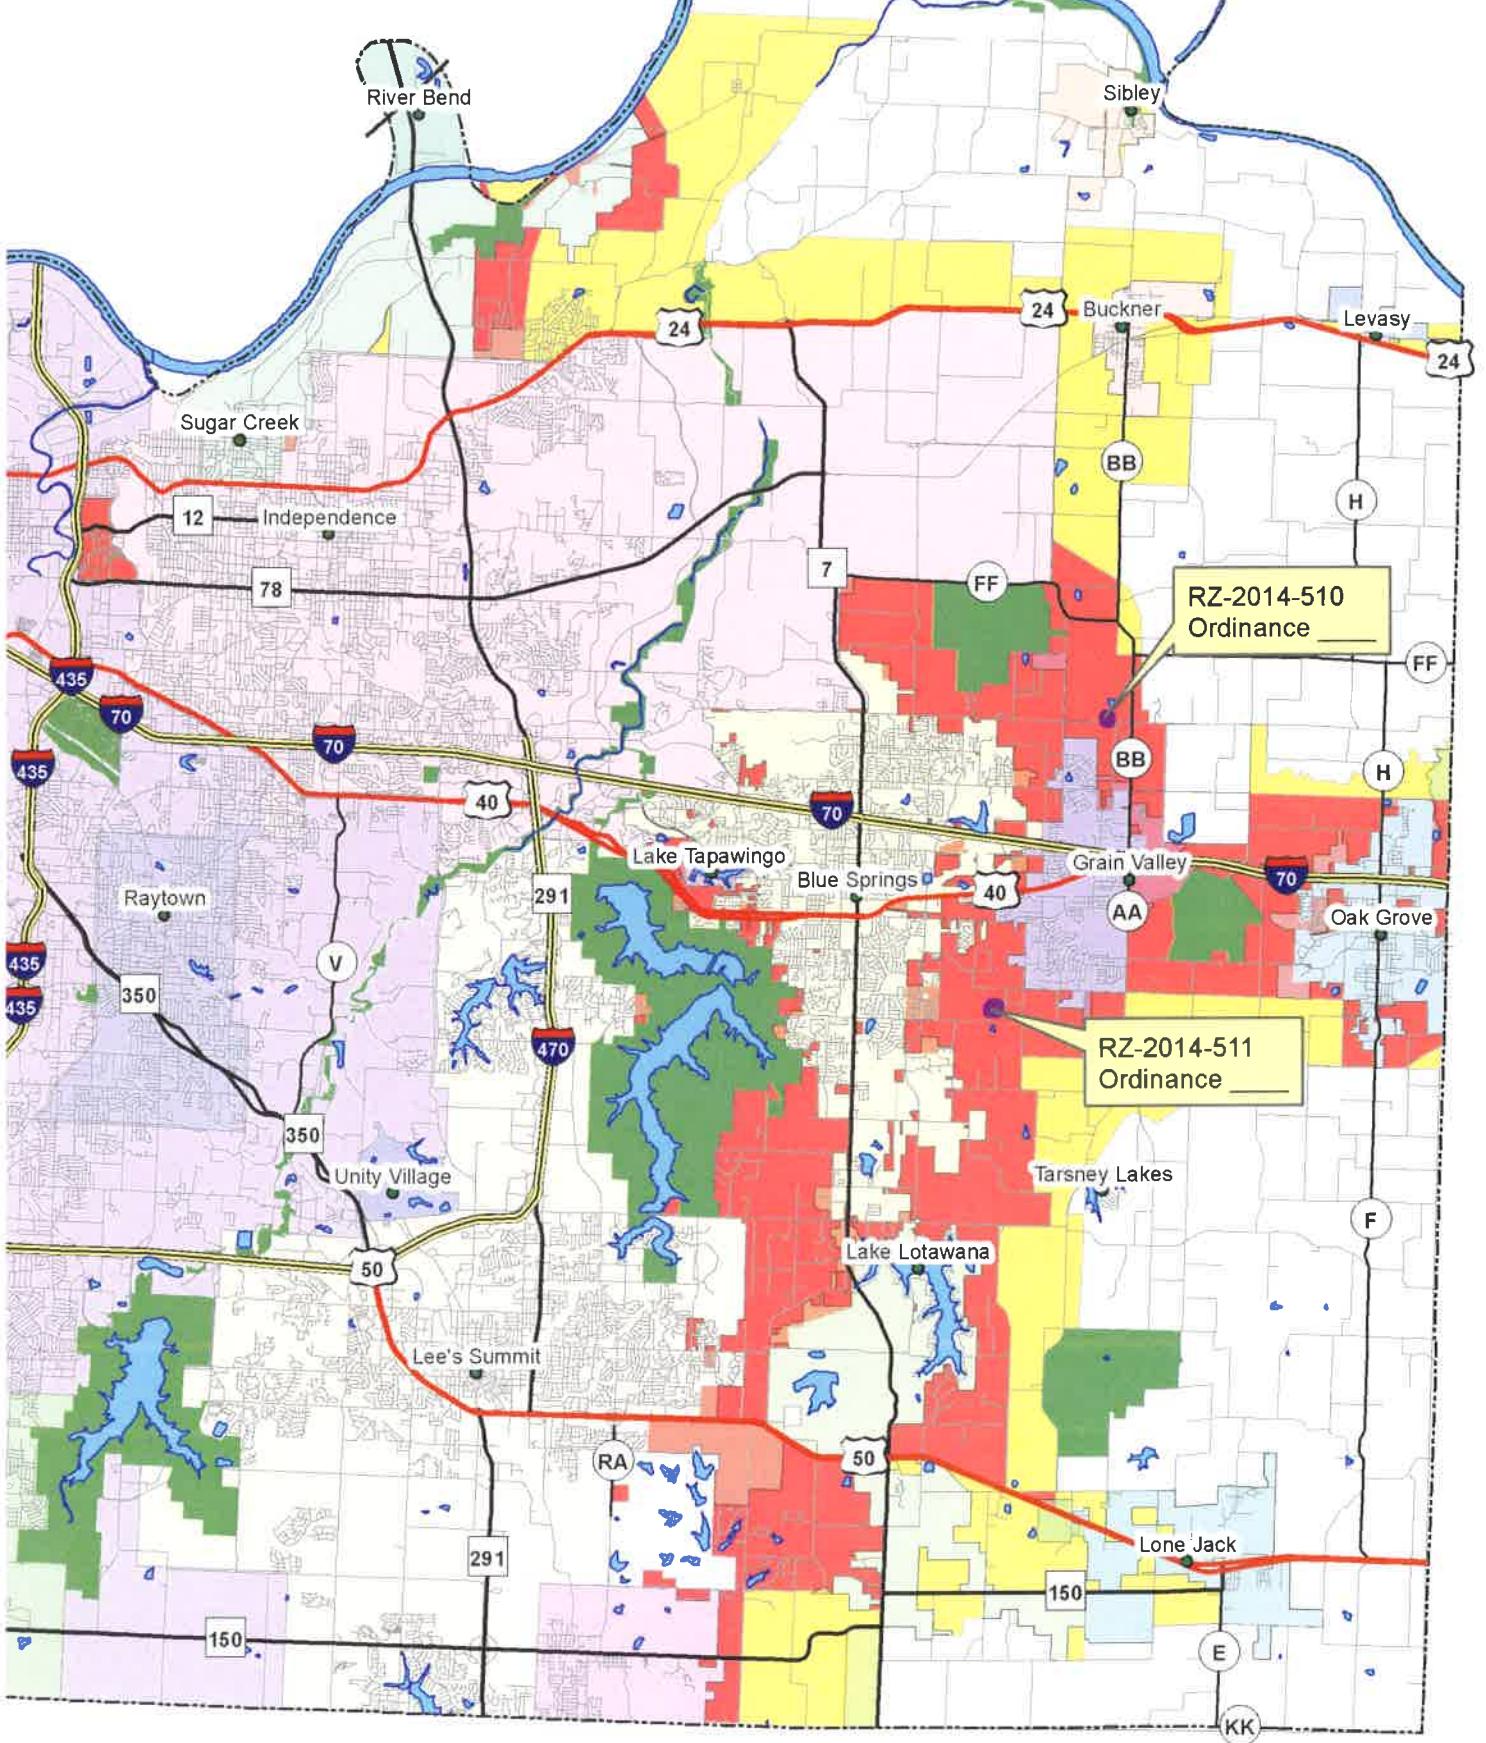 River Bend
Sibley
24
24
Buckner
Levasy
24
Sugar Creek
BB
H
12
Independence
78
7
FF
RZ-2014-510
Ordinance ____
FF
435
70
70
435
BB
H
40
70
Lake Tapawingo
Blue Springs
Grain Valley
70
291
40
Raytown
AA
Oak Grove
435
V
350
435
470
RZ-2014-511
Ordinance ____
350
Unity Village
Tarsney Lakes
F
50
Lake Lotawana
Lee's Summit
RA
50
291
Lone Jack
150
150
E
KK